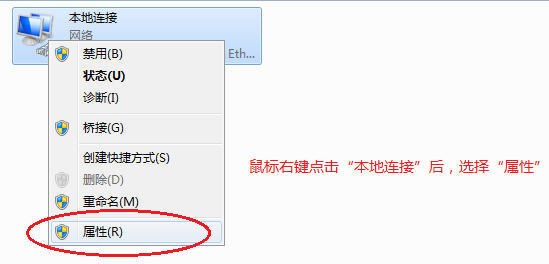 本地连接
网络
Eth...
禁用(B)
状态(U)
诊断(I)
桥接(G)
创建快捷方式(S)
删除(D)
重命名(M)
属性(R)
鼠标右键点击“本地连接”后，选择“属性”